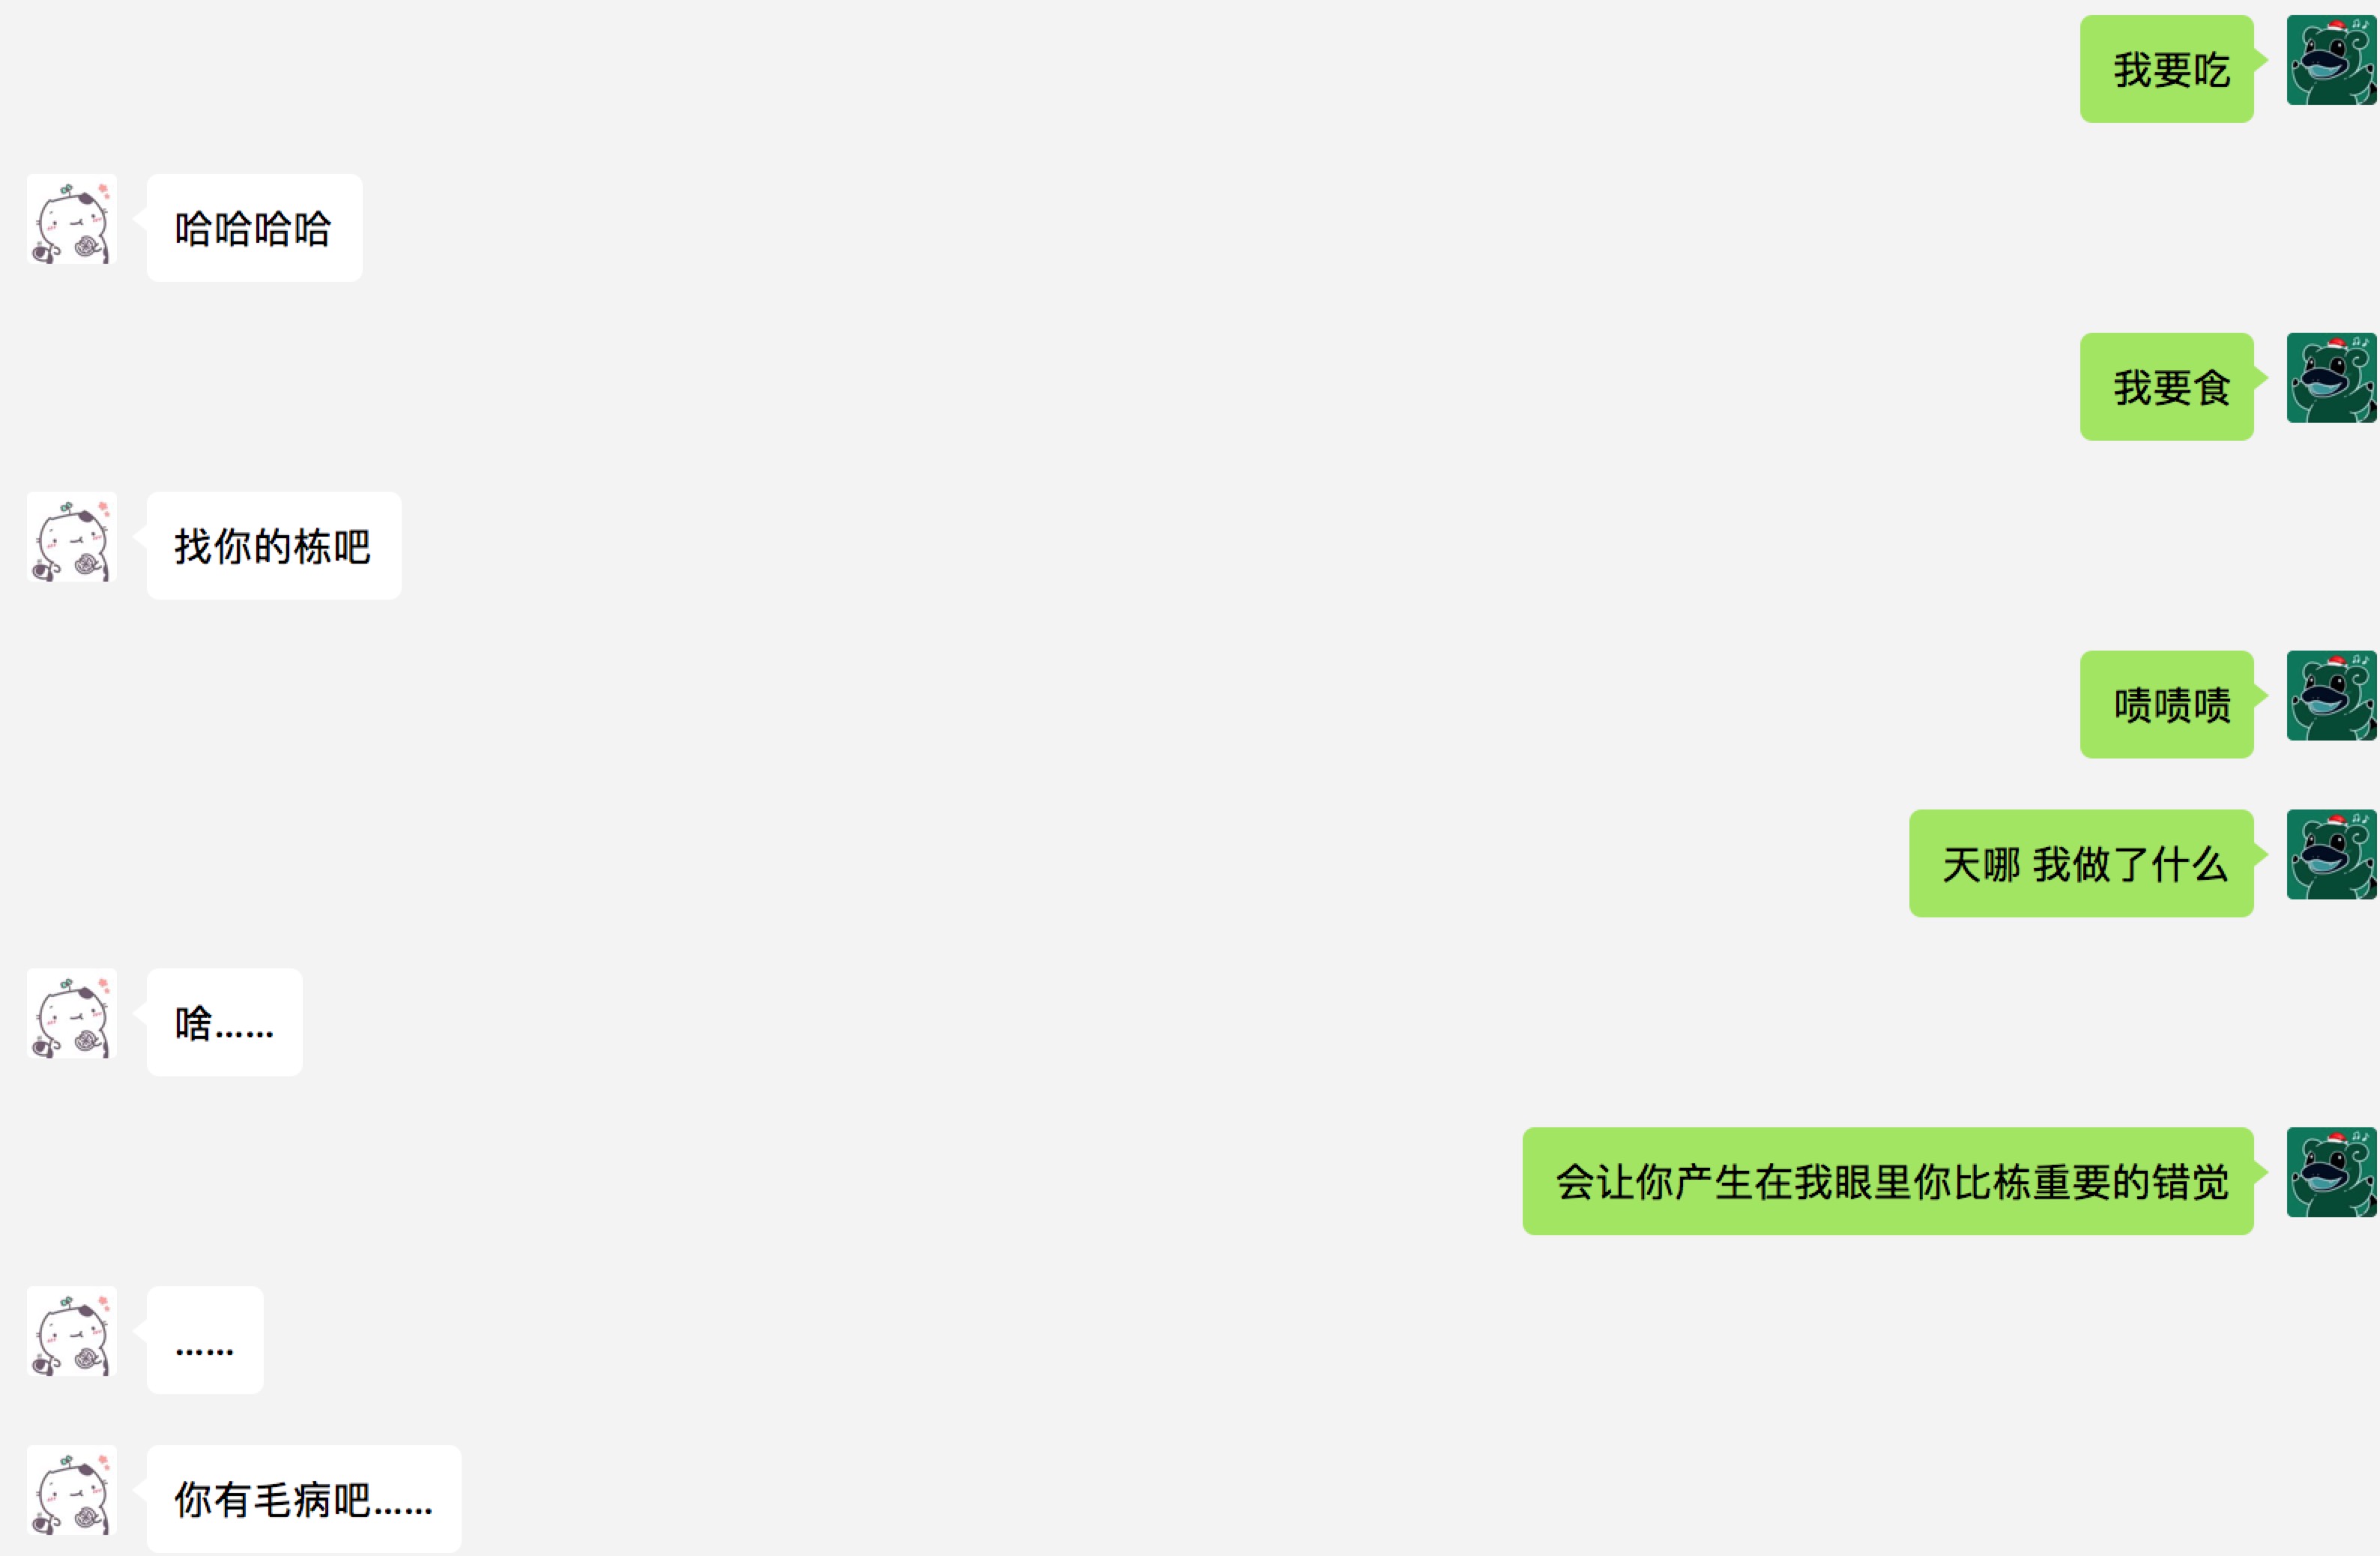 我要吃
哈哈哈哈
我要食
找你的栋吧
啧啧啧
天哪 我做了什么
啥……
会让你产生在我眼里你比栋重要的错觉
……
你有毛病吧……